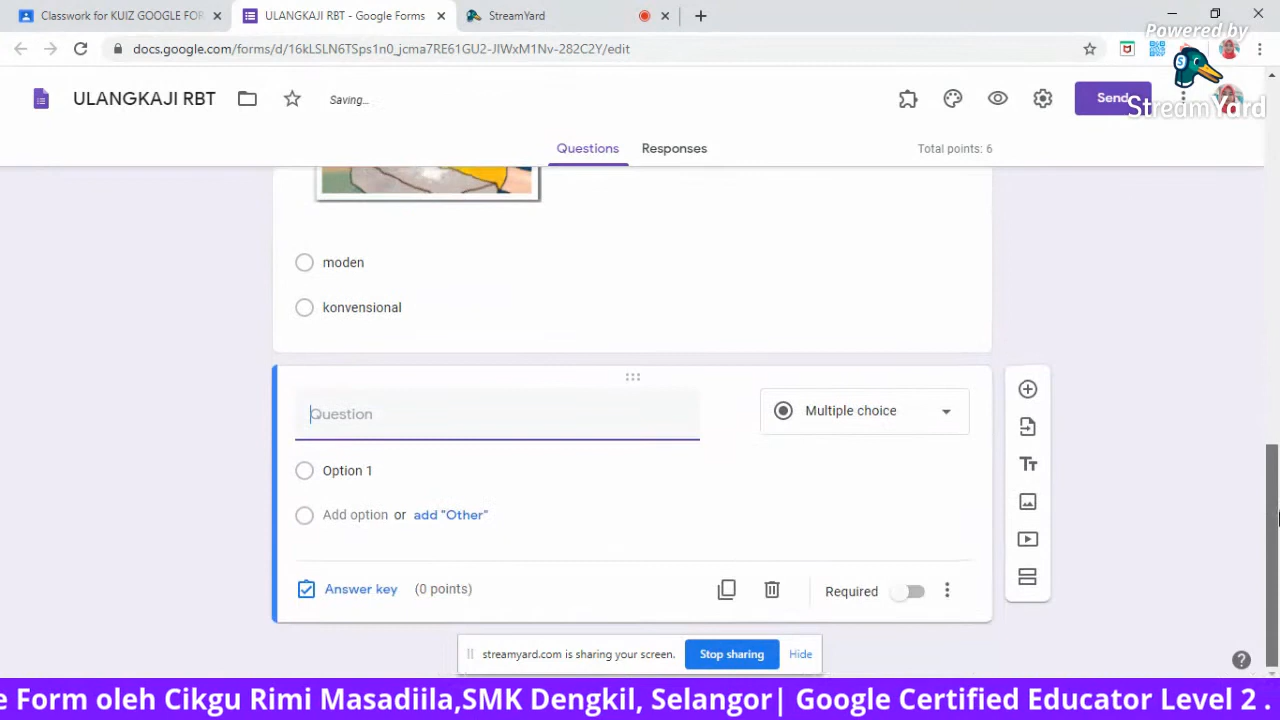 Classwork for KUIZ GOOGLE FOR
ULANGKAJI RBT - Google Forms
StreamYard
docs.google.com/forms/d/16kLSLN6TSps1n0_jcma7RE61GU2-JIWxM1Nv-282C2Y/edit
Powered by
StreamYard
ULANGKAJI RBT
Saving...
Send
Questions
Responses
Total points: 6
moden
konvensional
Question
Multiple choice
Option 1
Add option or add "Other"
Answer key (0 points)
Required
streamyard.com is sharing your screen.
Stop sharing
Hide
e Form oleh Cikgu Rimi Masadiila,SMK Dengkil, Selangor| Google Certified Educator Level 2 .